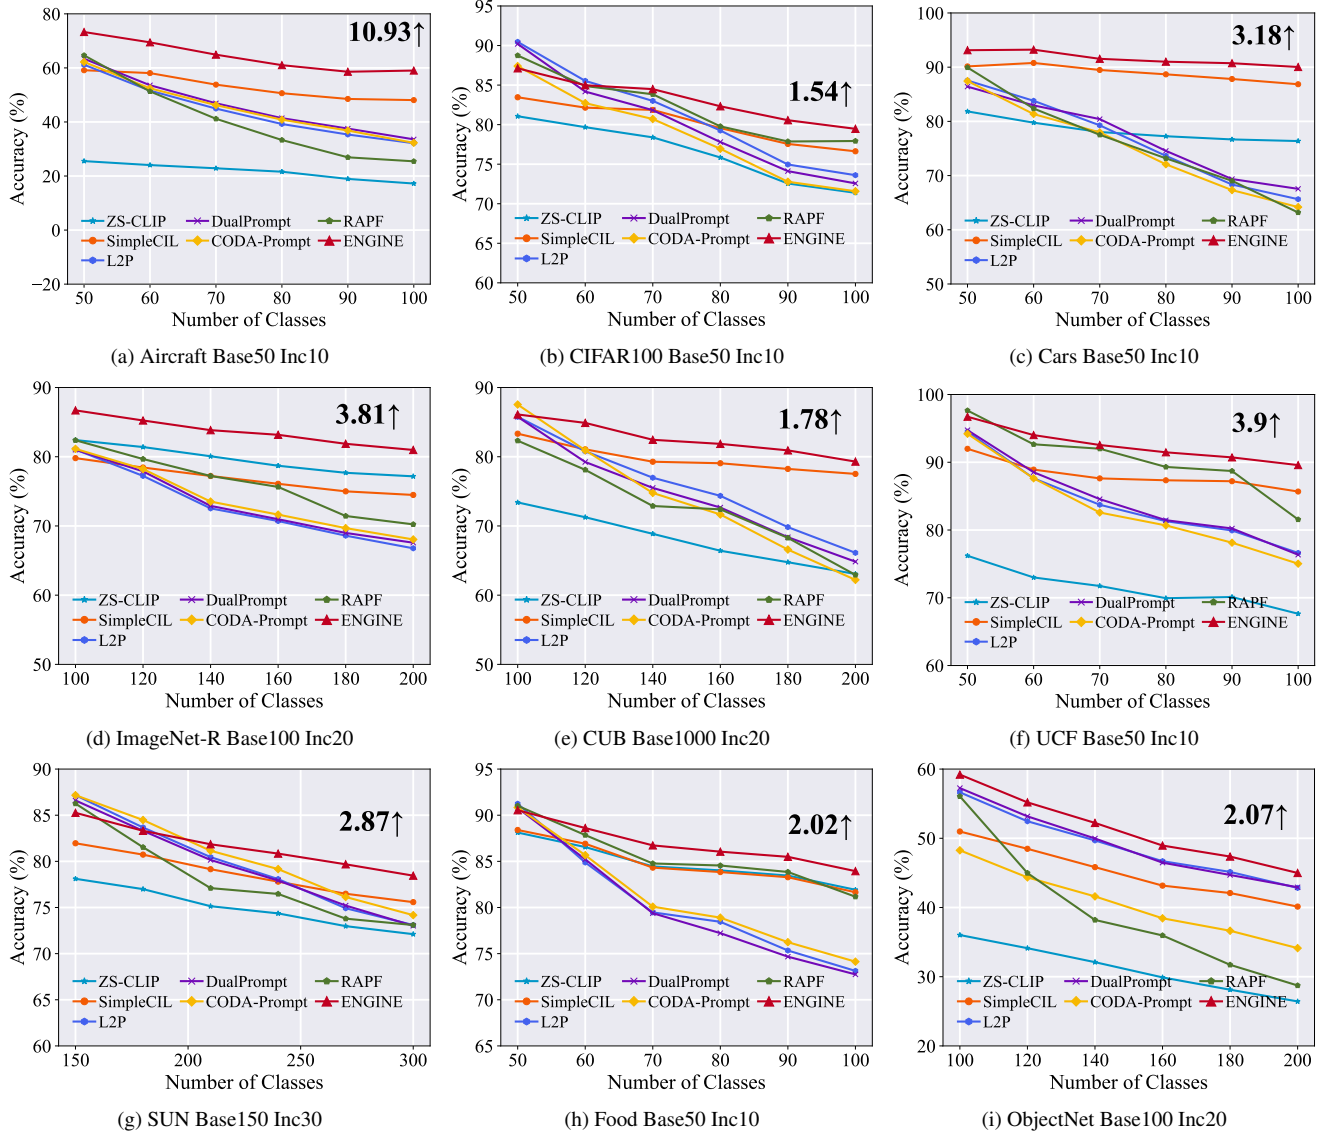 80
60
40
20
0
−20
Accuracy (%)
10.93↑
ZS-CLIP DualPrompt RAPF
SimpleCIL CODA-Prompt ENGINE
L2P
50 60 70 80 90 100
Number of Classes
(a) Aircraft Base50 Inc10
95
90
85
80
75
70
65
60
Accuracy (%)
1.54↑
ZS-CLIP DualPrompt RAPF
SimpleCIL CODA-Prompt ENGINE
L2P
50 60 70 80 90 100
Number of Classes
(b) CIFAR100 Base50 Inc10
100
90
80
70
60
50
Accuracy (%)
3.18↑
ZS-CLIP DualPrompt RAPF
SimpleCIL CODA-Prompt ENGINE
L2P
50 60 70 80 90 100
Number of Classes
(c) Cars Base50 Inc10
90
80
70
60
50
Accuracy (%)
3.81↑
ZS-CLIP DualPrompt RAPF
SimpleCIL CODA-Prompt ENGINE
L2P
100 120 140 160 180 200
Number of Classes
(d) ImageNet-R Base100 Inc20
90
80
70
60
50
Accuracy (%)
1.78↑
ZS-CLIP DualPrompt RAPF
SimpleCIL CODA-Prompt ENGINE
L2P
100 120 140 160 180 200
Number of Classes
(e) CUB Base1000 Inc20
100
90
80
70
60
Accuracy (%)
3.9↑
ZS-CLIP DualPrompt RAPF
SimpleCIL CODA-Prompt ENGINE
L2P
50 60 70 80 90 100
Number of Classes
(f) UCF Base50 Inc10
90
85
80
75
70
65
60
Accuracy (%)
2.87↑
ZS-CLIP DualPrompt RAPF
SimpleCIL CODA-Prompt ENGINE
L2P
150 200 250 300
Number of Classes
(g) SUN Base150 Inc30
95
90
85
80
75
70
65
Accuracy (%)
2.02↑
ZS-CLIP DualPrompt RAPF
SimpleCIL CODA-Prompt ENGINE
L2P
50 60 70 80 90 100
Number of Classes
(h) Food Base50 Inc10
60
50
40
30
20
Accuracy (%)
2.07↑
ZS-CLIP DualPrompt RAPF
SimpleCIL CODA-Prompt ENGINE
L2P
100 120 140 160 180 200
Number of Classes
(i) ObjectNet Base100 Inc20